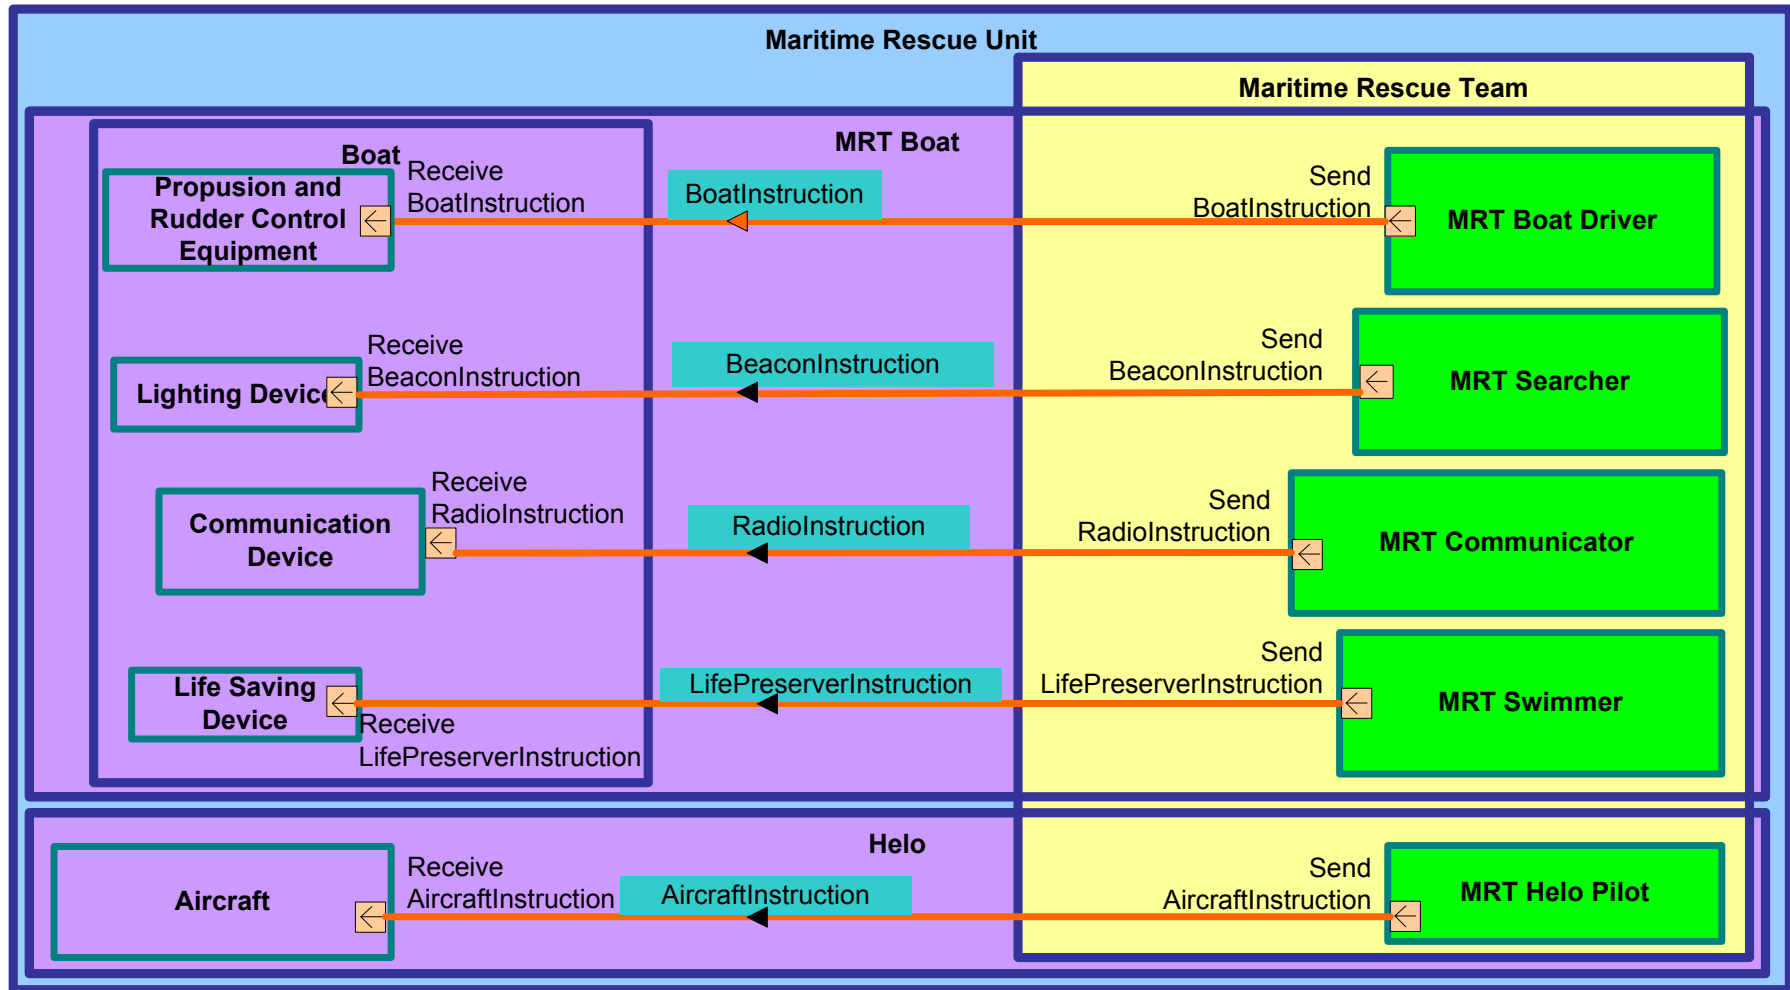 Maritime Rescue Unit
Maritime Rescue Team
MRT Boat
Boat
Propusion and
Rudder Control
Equipment
Receive
BoatInstruction
BoatInstruction
Send
BoatInstruction
MRT Boat Driver
Lighting Device
Receive
BeaconInstruction
BeaconInstruction
Send
BeaconInstruction
MRT Searcher
Communication
Device
Receive
RadioInstruction
RadioInstruction
Send
RadioInstruction
MRT Communicator
Life Saving
Device
Receive
LifePreserverInstruction
LifePreserverInstruction
Send
LifePreserverInstruction
MRT Swimmer
Helo
Aircraft
Receive
AircraftInstruction
AircraftInstruction
Send
AircraftInstruction
MRT Helo Pilot